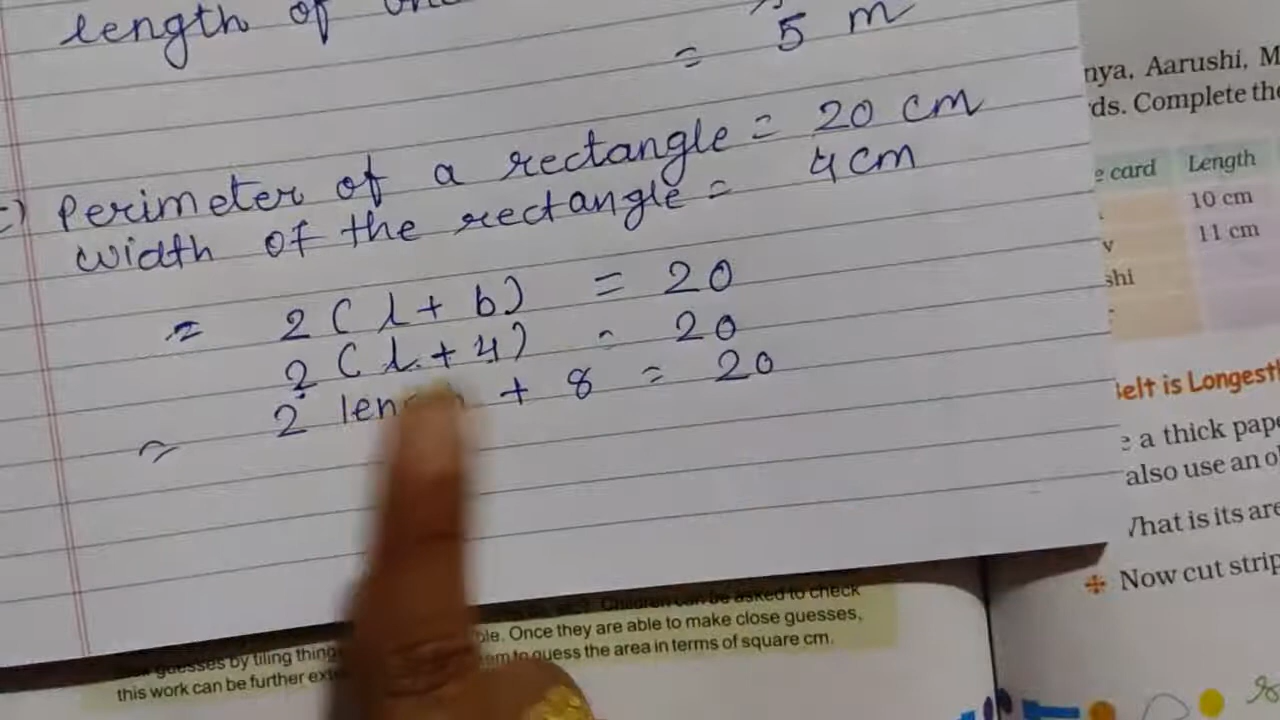 length of
= 5 m
Perimeter of a rectangle = 20 cm
width of the rectangle = 4 cm
= 2 ( l + b ) = 20
2 ( l + 4 ) = 20
= 2 length + 8 = 20
nya, Aarushi, M
ds. Complete the
card Length
10 cm
11 cm
shi
Belt is Longest
a thick pap
also use an o
What is its are
Now cut strip
Children can be asked to check
ble. Once they are able to make close guesses,
guesses by tiling thing to guess the area in terms of square cm.
this work can be further ext